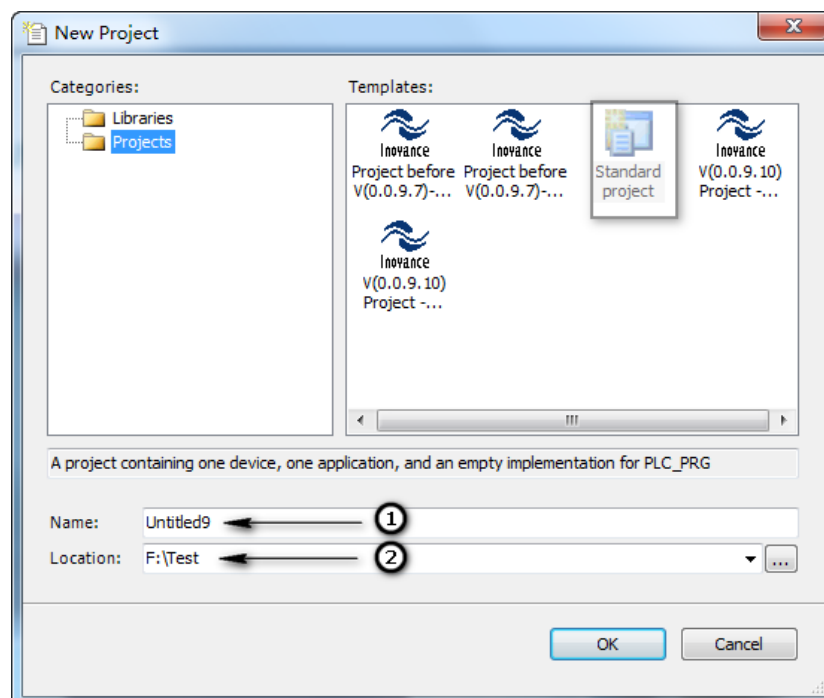 New Project
X
Categories:
Templates:
Libraries
Projects
Inovance
Project before
V(0.0.9.7)-...
Inovance
Project before
V(0.0.9.7)-...
Standard
project
Inovance
V(0.0.9.10)
Project -...
Inovance
V(0.0.9.10)
Project -...
A project containing one device, one application, and an empty implementation for PLC_PRG
Name: Untitled9 1
Location: F:\Test 2 ...
OK Cancel